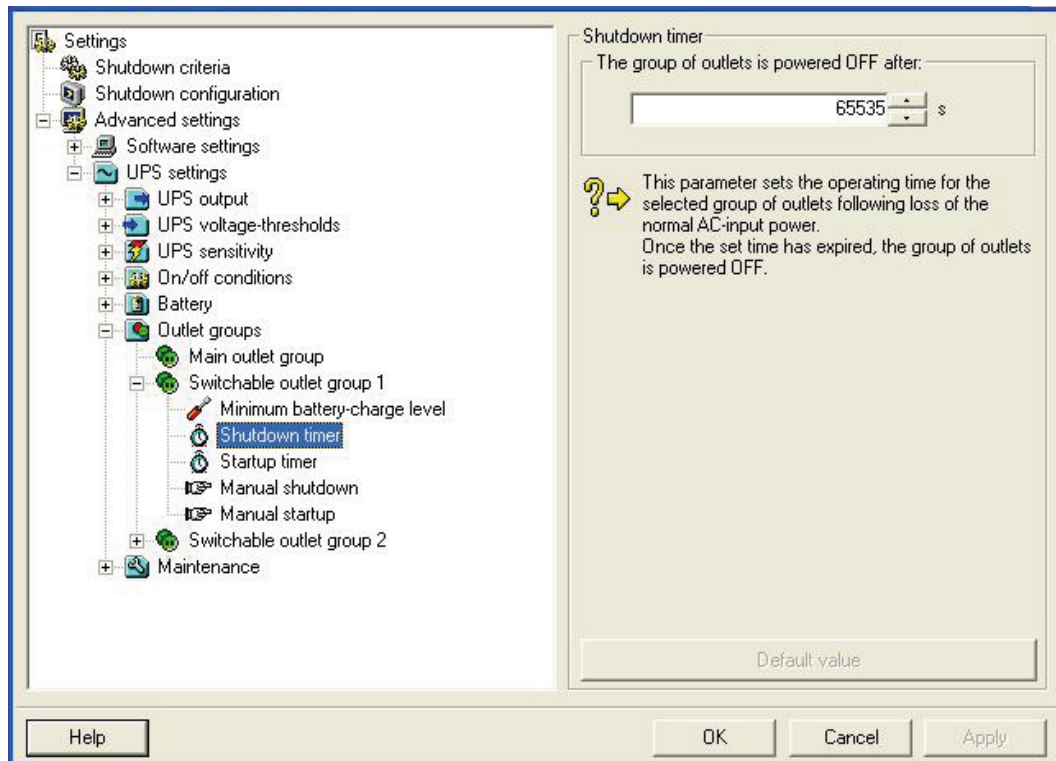 Settings
Shutdown criteria
Shutdown configuration
Advanced settings
Software settings
UPS settings
UPS output
UPS voltage-thresholds
UPS sensitivity
On/off conditions
Battery
Outlet groups
Main outlet group
Switchable outlet group 1
Minimum battery-charge level
Shutdown timer
Startup timer
Manual shutdown
Manual startup
Switchable outlet group 2
Maintenance
Shutdown timer
The group of outlets is powered OFF after:
65535 s
This parameter sets the operating time for the
selected group of outlets following loss of the
normal AC-input power.
Once the set time has expired, the group of outlets
is powered OFF.
Default value
Help
OK
Cancel
Apply